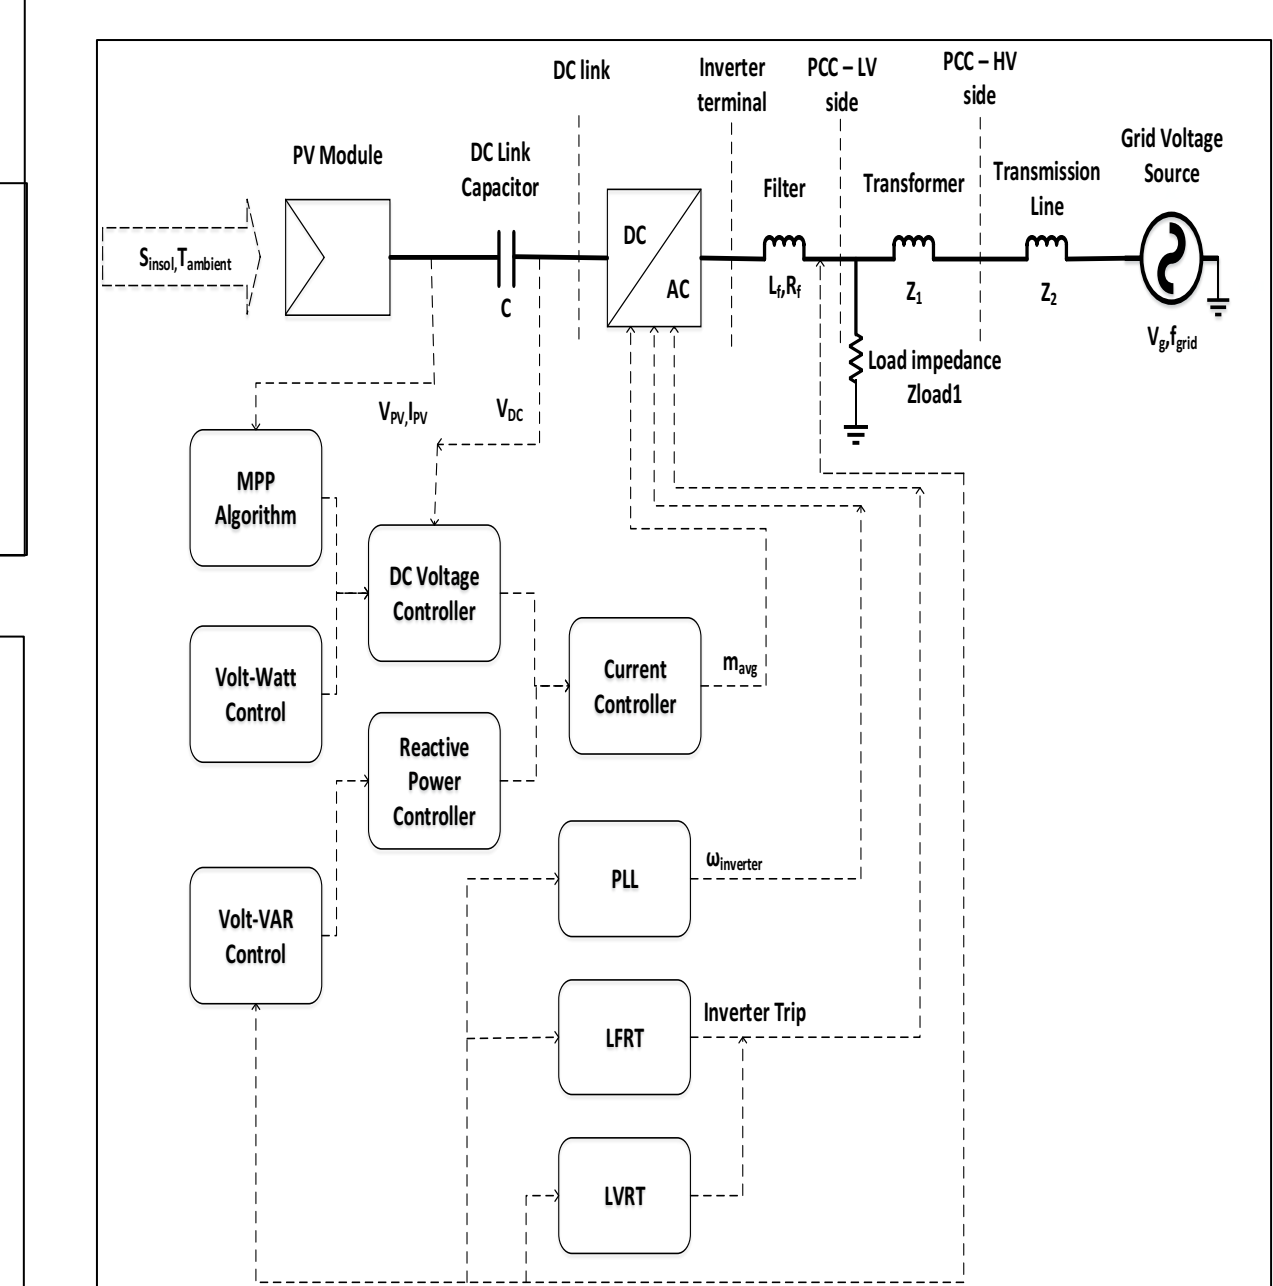 DC link
Inverter
terminal
PCC – LV
side
PCC – HV
side
PV Module
DC Link
Capacitor
Filter
Transformer
Transmission
Line
Grid Voltage
Source
S_insol,T_ambient
DC
AC
C
L_f,R_f
Z_1
Z_2
V_g,f_grid
Load impedance
Zload1
V_PV,I_PV
V_DC
MPP
Algorithm
DC Voltage
Controller
Volt-Watt
Control
Current
Controller
m_avg
Reactive
Power
Controller
PLL
ω_inverter
Volt-VAR
Control
LFRT
Inverter Trip
LVRT